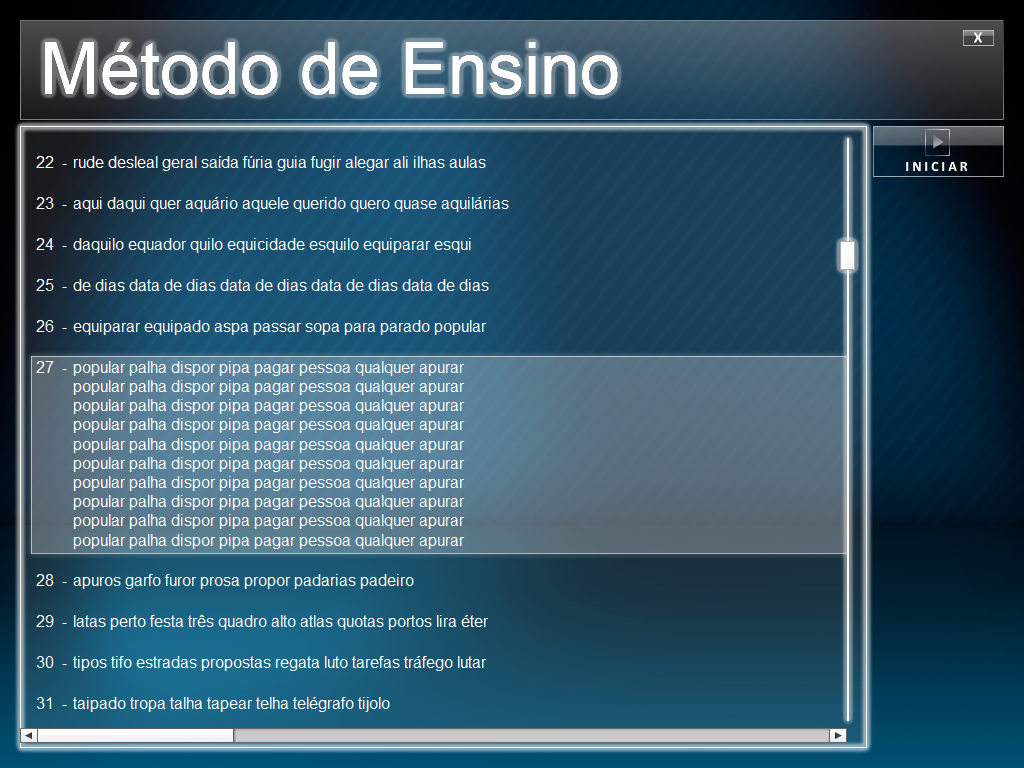 Método de Ensino
X
INICIAR
22 - rude desleal geral saída fúria guia fugir alegar ali ilhas aulas
23 - aqui daqui quer aquário aquele querido quero quase aquilárias
24 - daquilo equador quilo equicidade esquilo equiparar esqui
25 - de dias data de dias data de dias data de dias data de dias
26 - equiparar equipado aspa passar sopa para parado popular
27 - popular palha dispor pipa pagar pessoa qualquer apurar
popular palha dispor pipa pagar pessoa qualquer apurar
popular palha dispor pipa pagar pessoa qualquer apurar
popular palha dispor pipa pagar pessoa qualquer apurar
popular palha dispor pipa pagar pessoa qualquer apurar
popular palha dispor pipa pagar pessoa qualquer apurar
popular palha dispor pipa pagar pessoa qualquer apurar
popular palha dispor pipa pagar pessoa qualquer apurar
popular palha dispor pipa pagar pessoa qualquer apurar
popular palha dispor pipa pagar pessoa qualquer apurar
28 - apuros garfo furor prosa propor padarias padeiro
29 - latas perto festa três quadro alto atlas quotas portos lira éter
30 - tipos tifo estradas propostas regata luto tarefas tráfego lutar
31 - taipado tropa talha tapear telha telégrafo tijolo